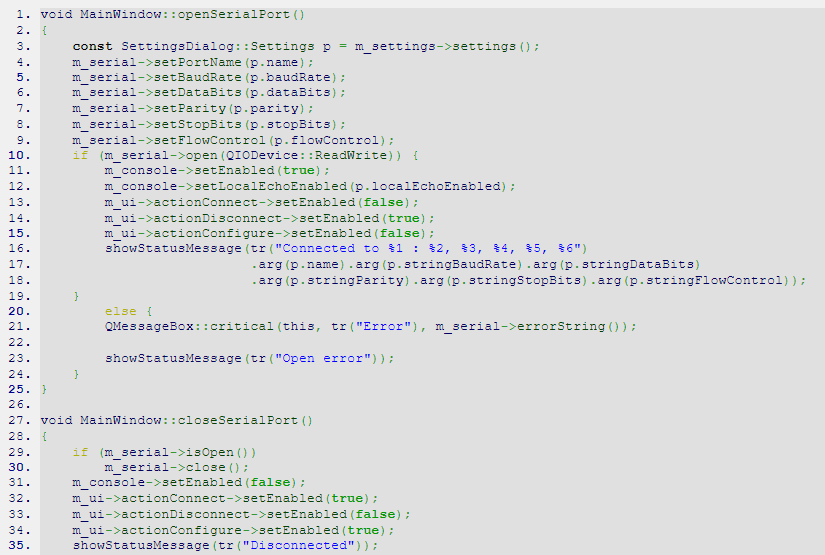 1. void MainWindow::openSerialPort()
2. {
3.     const SettingsDialog::Settings p = m_settings->settings();
4.     m_serial->setPortName(p.name);
5.     m_serial->setBaudRate(p.baudRate);
6.     m_serial->setDataBits(p.dataBits);
7.     m_serial->setParity(p.parity);
8.     m_serial->setStopBits(p.stopBits);
9.     m_serial->setFlowControl(p.flowControl);
10.     if (m_serial->open(QIODevice::ReadWrite)) {
11.         m_console->setEnabled(true);
12.         m_console->setLocalEchoEnabled(p.localEchoEnabled);
13.         m_ui->actionConnect->setEnabled(false);
14.         m_ui->actionDisconnect->setEnabled(true);
15.         m_ui->actionConfigure->setEnabled(false);
16.         showStatusMessage(tr("Connected to %1 : %2, %3, %4, %5, %6")
17.                           .arg(p.name).arg(p.stringBaudRate).arg(p.stringDataBits)
18.                           .arg(p.stringParity).arg(p.stringStopBits).arg(p.stringFlowControl));
19.     }
20.         else {
21.         QMessageBox::critical(this, tr("Error"), m_serial->errorString());
22.
23.         showStatusMessage(tr("Open error"));
24.     }
25. }
26.
27. void MainWindow::closeSerialPort()
28. {
29.     if (m_serial->isOpen())
30.         m_serial->close();
31.     m_console->setEnabled(false);
32.     m_ui->actionConnect->setEnabled(true);
33.     m_ui->actionDisconnect->setEnabled(false);
34.     m_ui->actionConfigure->setEnabled(true);
35.     showStatusMessage(tr("Disconnected"));